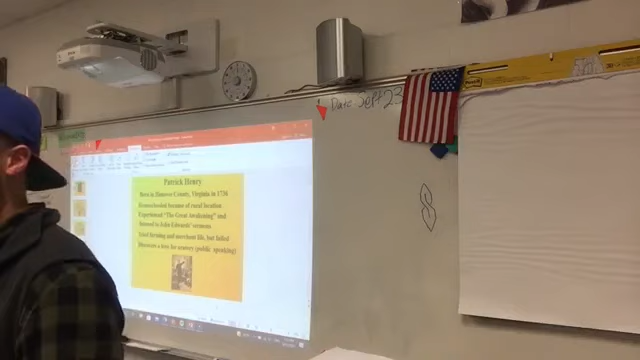 Date Sept 23
Patrick Henry
Born in Hanover County, Virginia in 1736
Homeschooled because of rural location
Experienced "The Great Awakening" and
listened to John Edwards' sermons
Tried farming and merchant life, but failed
Discovers a love for oratory (public speaking)